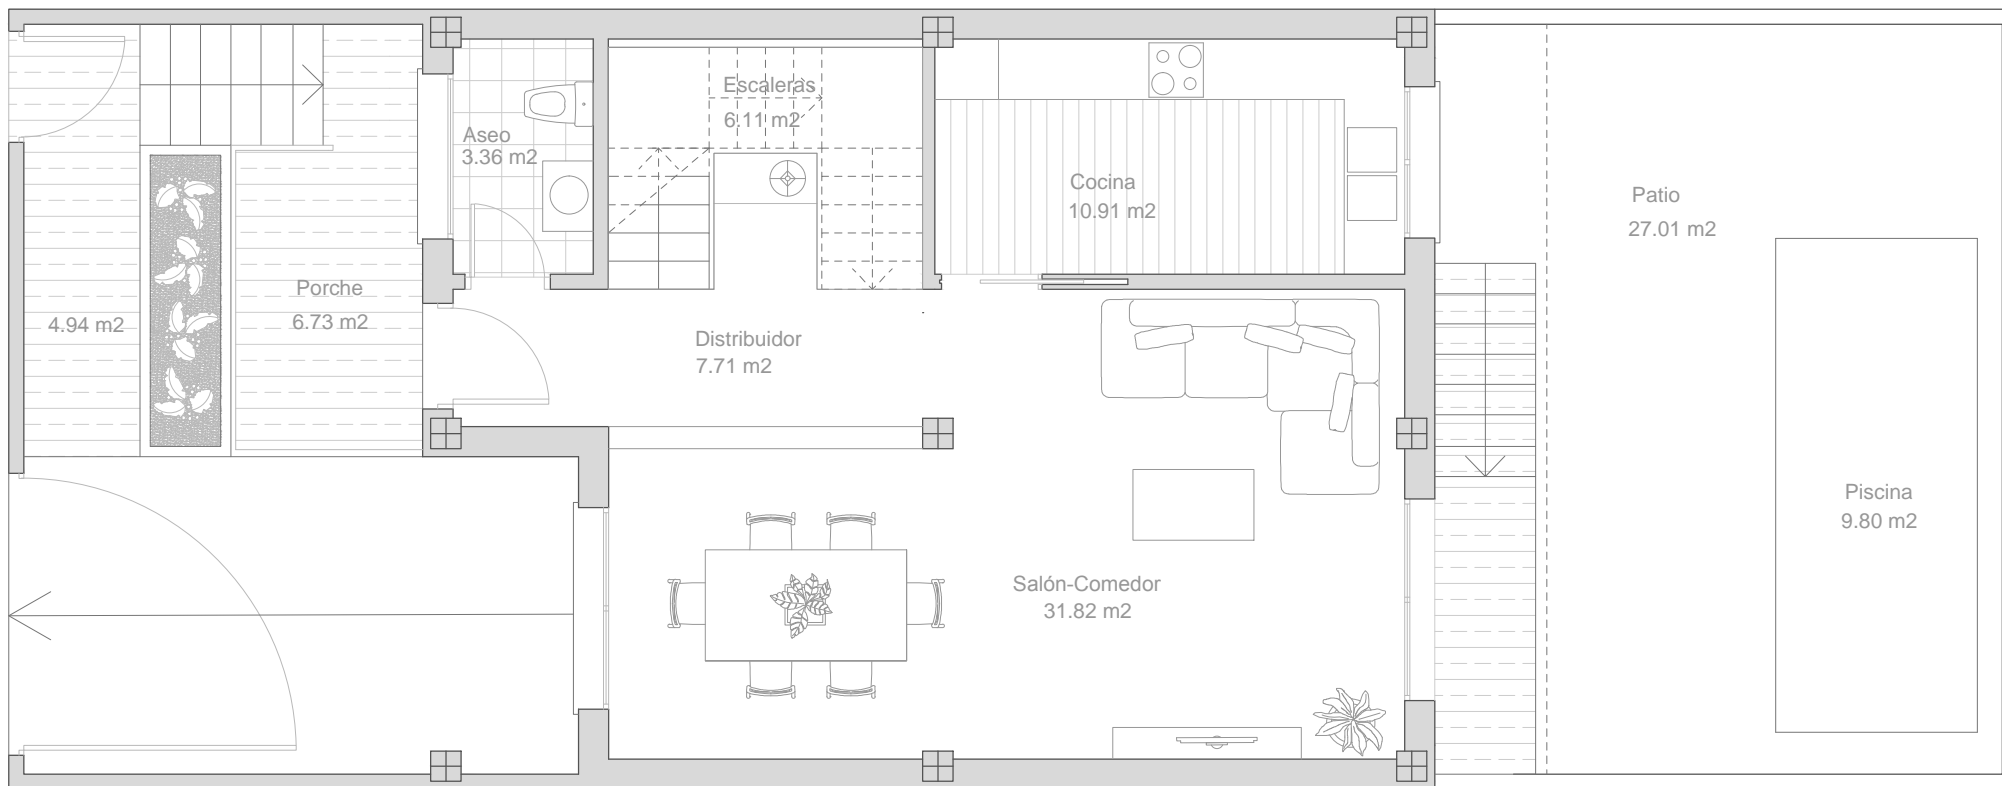 Escaleras
6.11 m2
Aseo
3.36 m2
Cocina
10.91 m2
Patio
27.01 m2
Porche
6.73 m2
4.94 m2
Distribuidor
7.71 m2
Piscina
9.80 m2
Salón-Comedor
31.82 m2